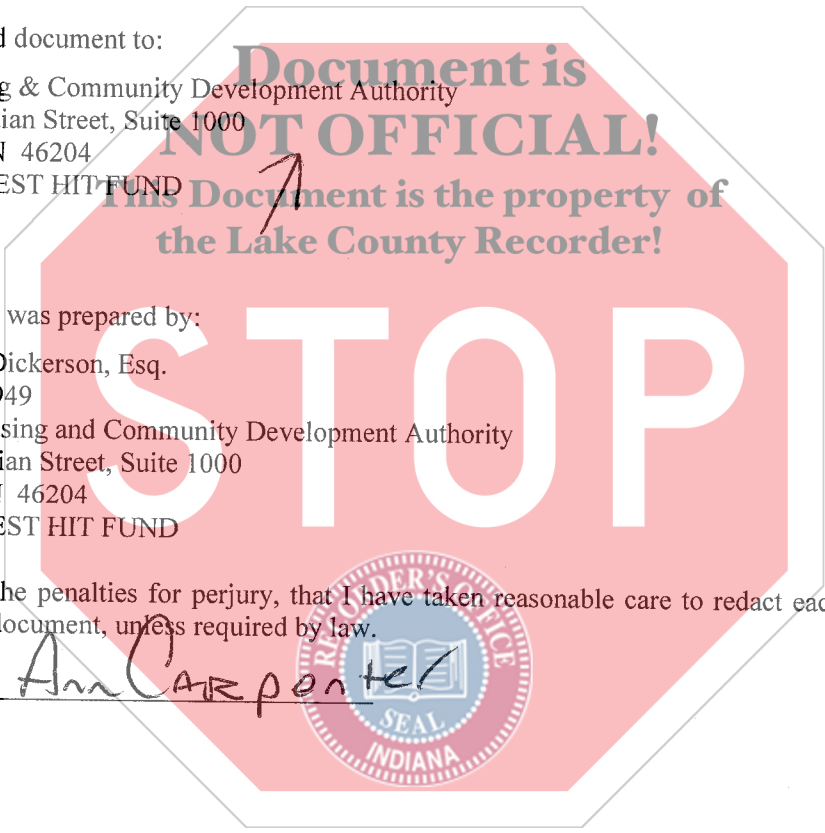 d document to:
Document is
g & Community Development Authority
ian Street, Suite 1000
NOT OFFICIAL!
N 46204
EST HIT FUND
This Document is the property of
the Lake County Recorder!
was prepared by:
STOP
Dickerson, Esq.
949
sing and Community Development Authority
ian Street, Suite 1000
46204
EST HIT FUND
he penalties for perjury, that I have taken reasonable care to redact eac
document, unless required by law.
Ann Carpenter
RECORDER'S OFFICE
SEAL
INDIANA